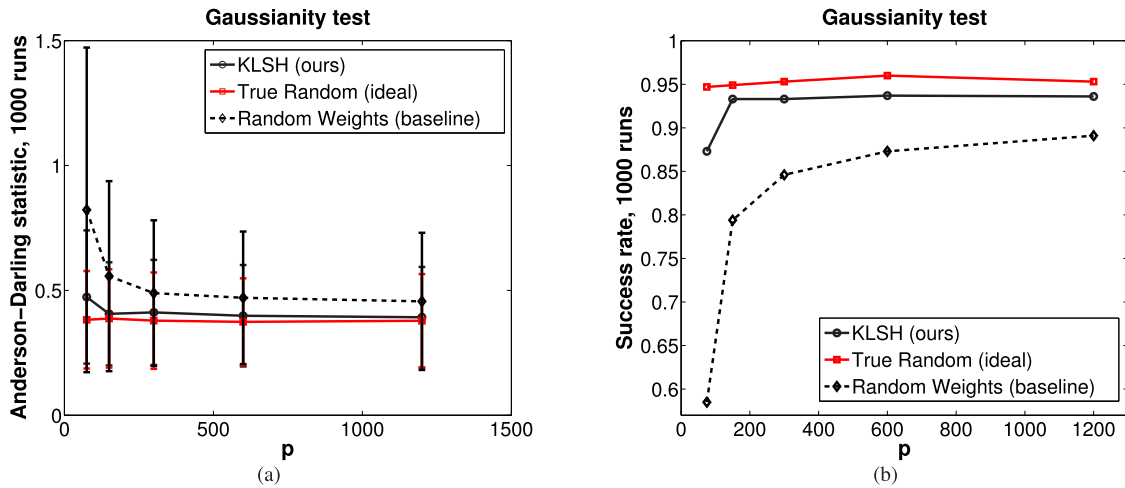 Gaussianity test
Anderson−Darling statistic, 1000 runs
1.5
1
0.5
0
KLSH (ours)
True Random (ideal)
Random Weights (baseline)
0
500
1000
1500
p
(a)
Gaussianity test
Success rate, 1000 runs
1
0.95
0.9
0.85
0.8
0.75
0.7
0.65
0.6
KLSH (ours)
True Random (ideal)
Random Weights (baseline)
0
200
400
600
800
1000
1200
p
(b)